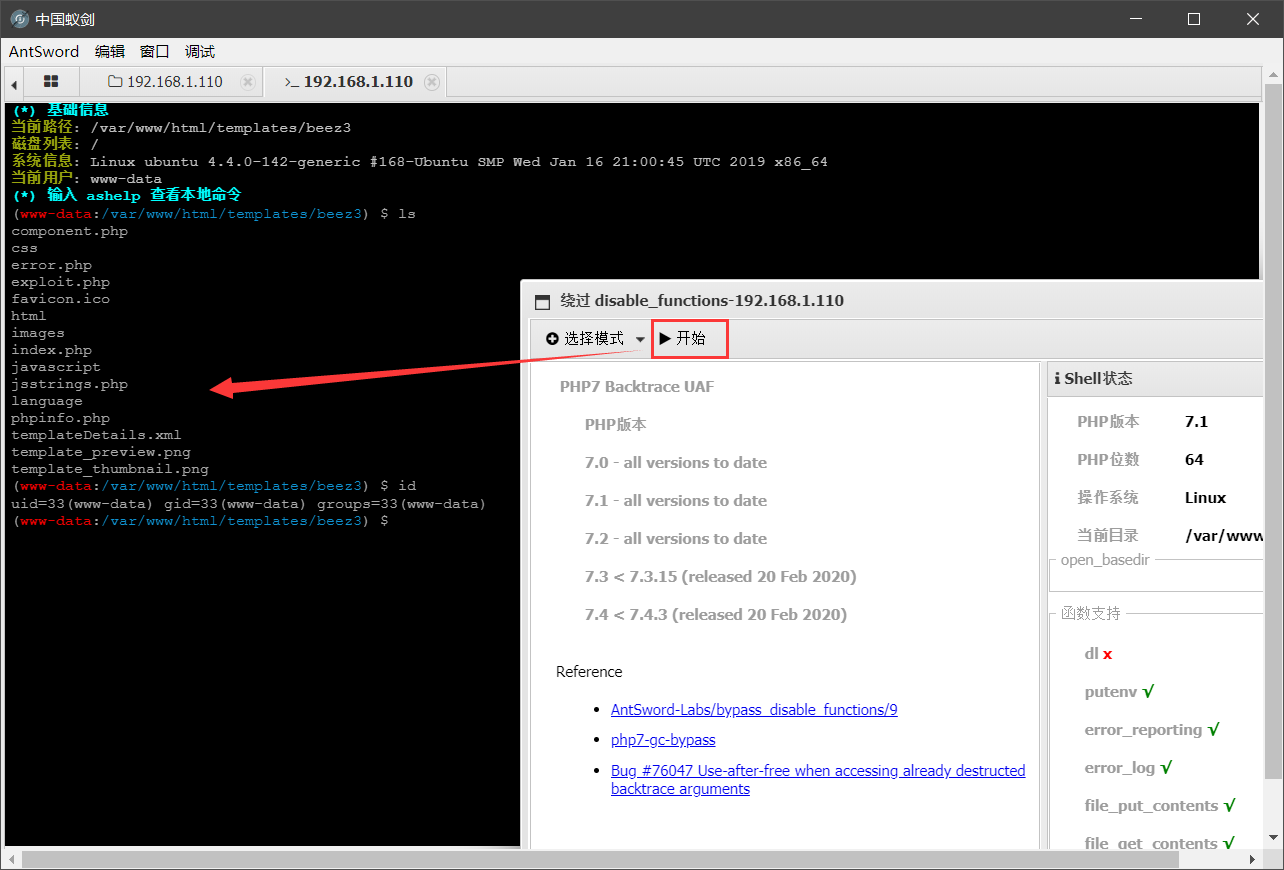 中国蚁剑
AntSword 编辑 窗口 调试
192.168.1.110
>_ 192.168.1.110
(*) 基础信息
当前路径: /var/www/html/templates/beez3
磁盘列表: /
系统信息: Linux ubuntu 4.4.0-142-generic #168-Ubuntu SMP Wed Jan 16 21:00:45 UTC 2019 x86_64
当前用户: www-data
(*) 输入 ashelp 查看本地命令
(www-data:/var/www/html/templates/beez3) $ ls
component.php
css
error.php
exploit.php
favicon.ico
html
images
index.php
javascript
jsstrings.php
language
phpinfo.php
templateDetails.xml
template_preview.png
template_thumbnail.png
(www-data:/var/www/html/templates/beez3) $ id
uid=33(www-data) gid=33(www-data) groups=33(www-data)
(www-data:/var/www/html/templates/beez3) $
绕过 disable_functions-192.168.1.110
选择模式 开始
PHP7 Backtrace UAF
PHP版本
7.0 - all versions to date
7.1 - all versions to date
7.2 - all versions to date
7.3 < 7.3.15 (released 20 Feb 2020)
7.4 < 7.4.3 (released 20 Feb 2020)
Reference
AntSword-Labs/bypass_disable_functions/9
php7-gc-bypass
Bug #76047 Use-after-free when accessing already destructed
backtrace arguments
Shell状态
PHP版本 7.1
PHP位数 64
操作系统 Linux
当前目录 /var/www
open_basedir
函数支持
dl x
putenv √
error_reporting √
error_log √
file_put_contents √
file_get_contents √